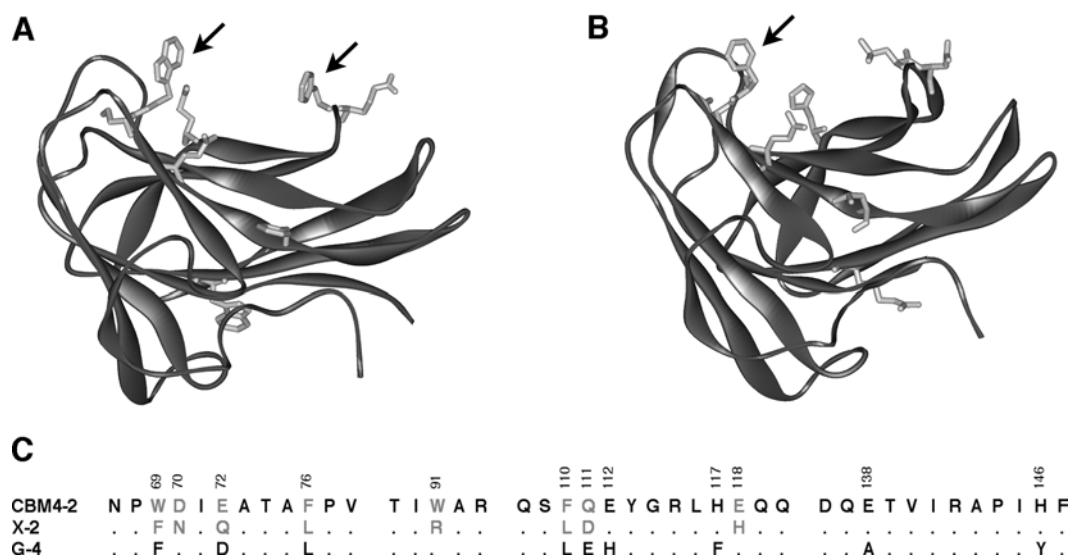 A
B
C
69 70 72 76 91 110 111 112 117 118 138 146
CBM4-2 N P W D I E A T A F P V T I W A R Q S F Q E Y G R L H E Q Q D Q E T V I R A P I H F
X-2 . . F N . Q . . . L . . . . R . . . . L D . . . . . . H . . . . . . . . . . . . . .
G-4 . . F . . D . . . L . . . . . . . . . L E H . . . . F . . . . . A . . . . . . . Y .